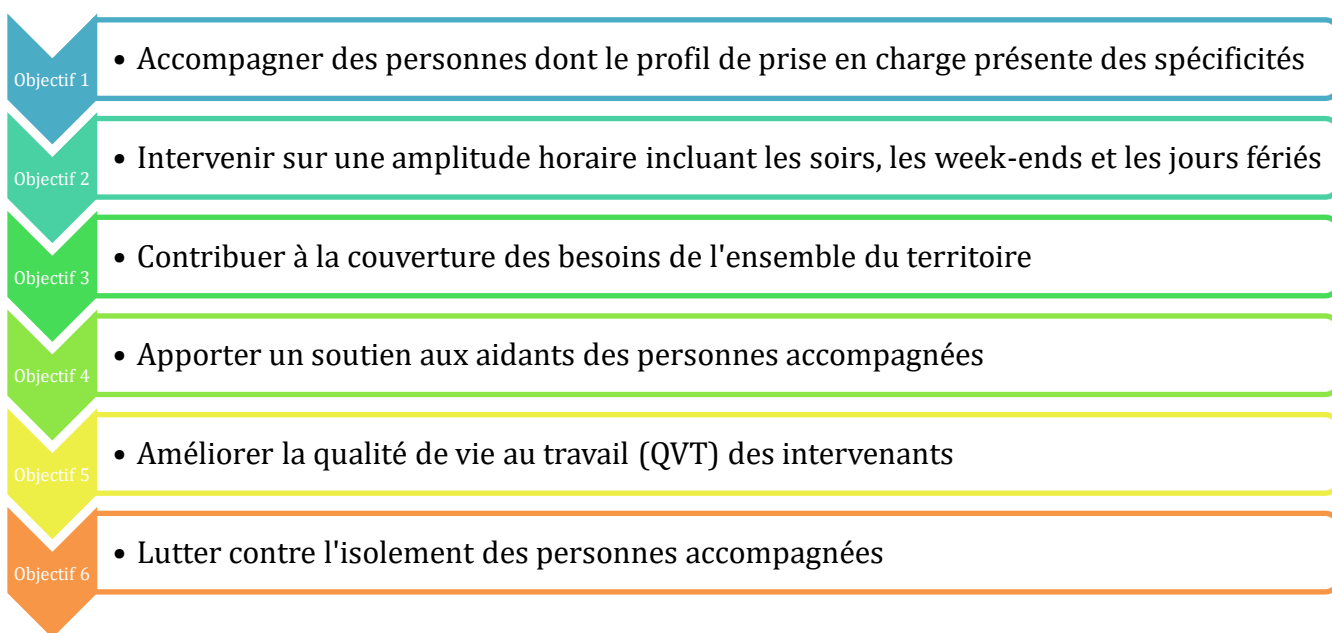 Objectif 1
• Accompagner des personnes dont le profil de prise en charge présente des spécificités
Objectif 2
• Intervenir sur une amplitude horaire incluant les soirs, les week-ends et les jours fériés
Objectif 3
• Contribuer à la couverture des besoins de l'ensemble du territoire
Objectif 4
• Apporter un soutien aux aidants des personnes accompagnées
Objectif 5
• Améliorer la qualité de vie au travail (QVT) des intervenants
Objectif 6
• Lutter contre l'isolement des personnes accompagnées